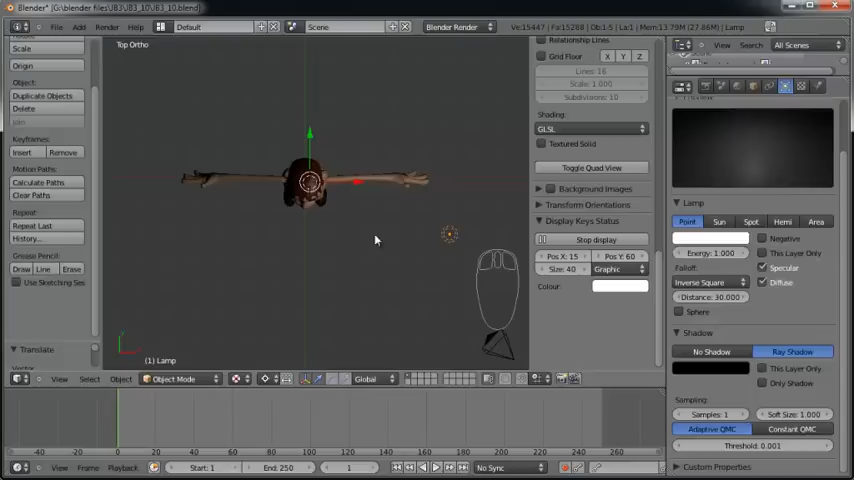 Blender* [G:\blender files\JB3\JB3_10.blend]
File Add Render Help Default Scene Blender Render Ve:15447 | Fa:15288 | Ob:1-5 | La:1 | Mem:13.79M (27.86M) | Lamp
View Search All Scenes
Scale
Origin
Object:
Duplicate Objects
Delete
Join
Keyframes:
Insert Remove
Motion Paths:
Calculate Paths
Clear Paths
Repeat:
Repeat Last
History...
Grease Pencil:
Draw Line Erase
Use Sketching Ses
Translate
Top Ortho
(1) Lamp
Relationship Lines
Grid Floor X Y Z
Lines: 16
Scale: 1.000
Subdivisions: 10
Shading:
GLSL
Textured Solid
Toggle Quad View
Background Images
Transform Orientations
Display Keys Status
Stop display
Pos X: 15 Pos Y: 60
Size: 40 Graphic
Colour:
Lamp
Point Sun Spot Hemi Area
Negative
Energy: 1.000 This Layer Only
Falloff: Specular
Inverse Square Diffuse
Distance: 30.000
Sphere
Shadow
No Shadow Ray Shadow
This Layer Only
Only Shadow
Sampling:
Samples: 1 Soft Size: 1.000
Adaptive QMC Constant QMC
Threshold: 0.001
Custom Properties
View Select Object Object Mode Global
-40 -20 0 20 40 60 80 100 120 140 160 180 200 220 240 260
View Frame Playback Start: 1 End: 250 1 No Sync